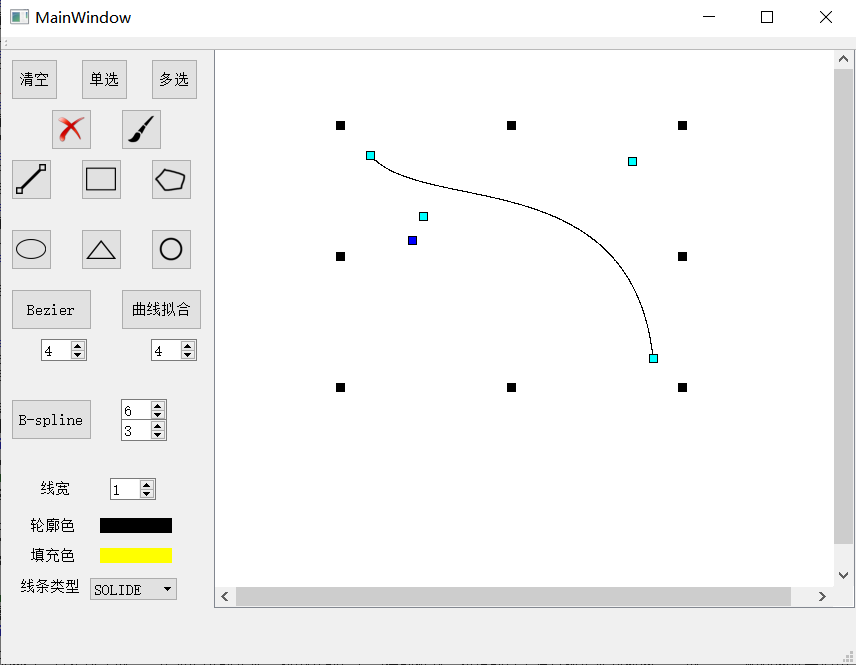 MainWindow
清空 单选 多选
Bezier 曲线拟合
4 4
B-spline 6
3
线宽 1
轮廓色
填充色
线条类型 SOLIDE